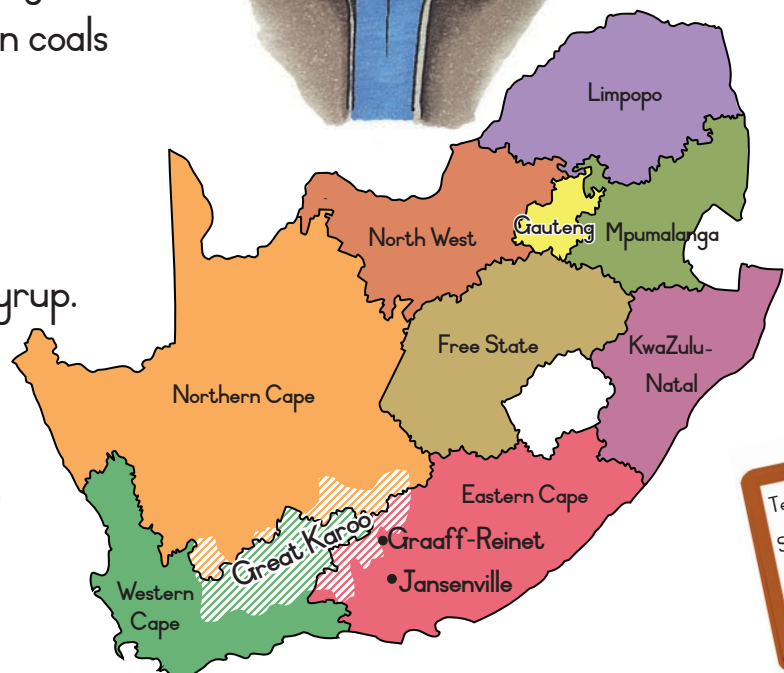 n coals
yrup.
Limpopo
North West
Gauteng
Mpumalanga
Free State
KwaZulu-
Natal
Northern Cape
Eastern Cape
Great Karoo
Graaff-Reinet
Jansenville
Western
Cape